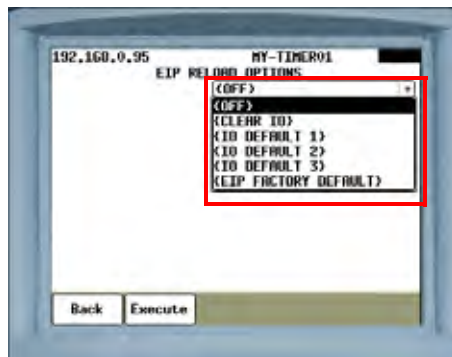 192.168.0.95 MY-TIMER01
EIP RELOAD OPTIONS
(OFF)
(OFF)
(CLEAR IO)
(IO DEFAULT 1)
(IO DEFAULT 2)
(IO DEFAULT 3)
(EIP FACTORY DEFAULT)
Back Execute